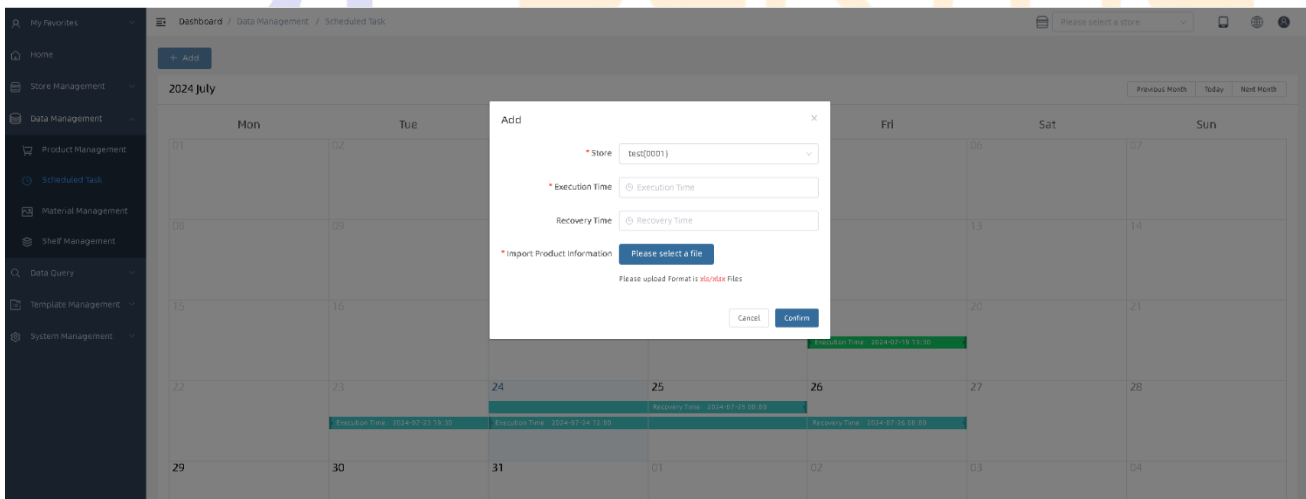 My Favorites
Dashboard / Data Management / Scheduled Task
Please select a store
Home
+ Add
Store Management
2024 July
Previous Month Today Next Month
Data Management
Mon Tue Fri Sat Sun
Product Management
Scheduled Task
Material Management
Shelf Management
Data Query
Template Management
System Management
Add
* Store test(0001)
* Execution Time Execution Time
Recovery Time Recovery Time
* Import Product Information Please select a file
Please upload Format is xls/xlsx Files
Cancel Confirm
01 02 06 07
08 09 13 14
15 16 20 21
Execution Time 2024-07-19 13:30
22 23 24 25 26 27 28
Recovery Time 2024-07-25 00:00
Execution Time 2024-07-23 19:30 Execution Time 2024-07-24 13:00 Recovery Time 2024-07-26 00:00
29 30 31 01 02 03 04